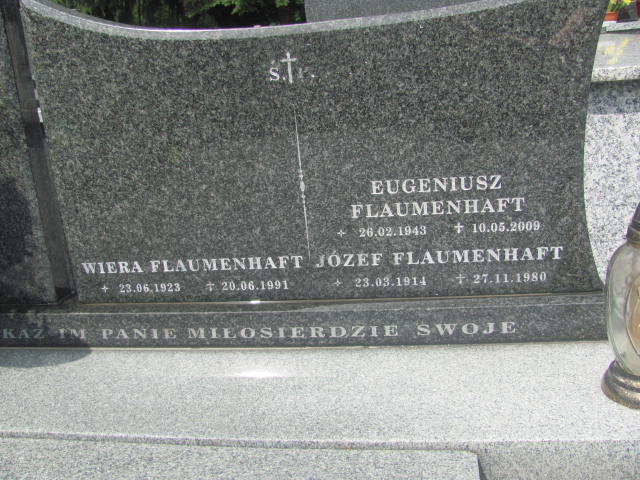 Ś. P.
EUGENIUSZ
FLAUMENHAFT
26.02.1943 10.05.2009
WIERA FLAUMENHAFT
23.06.1923 20.06.1991
JÓZEF FLAUMENHAFT
23.03.1914 27.11.1980
KAŻ IM PANIE MIŁOSIERDZIE SWOJE